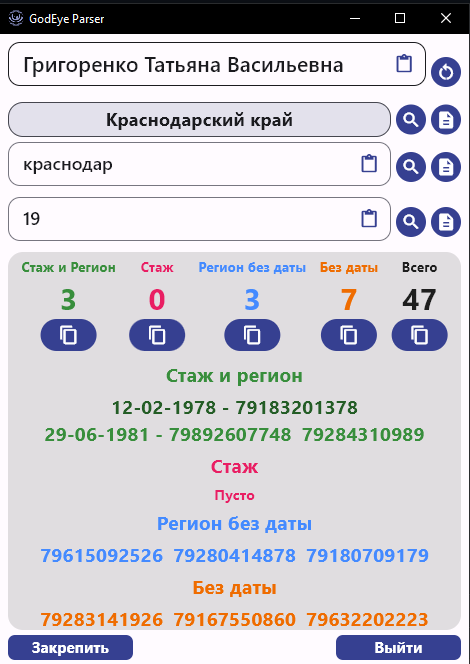 GodEye Parser
Григоренко Татьяна Васильевна
Краснодарский край
краснодар
19
Стаж и Регион Стаж Регион без даты Без даты Всего
3 0 3 7 47
Стаж и регион
12-02-1978 - 79183201378
29-06-1981 - 79892607748 79284310989
Стаж
Пусто
Регион без даты
79615092526 79280414878 79180709179
Без даты
79283141926 79167550860 79632202223
Закрепить Выйти